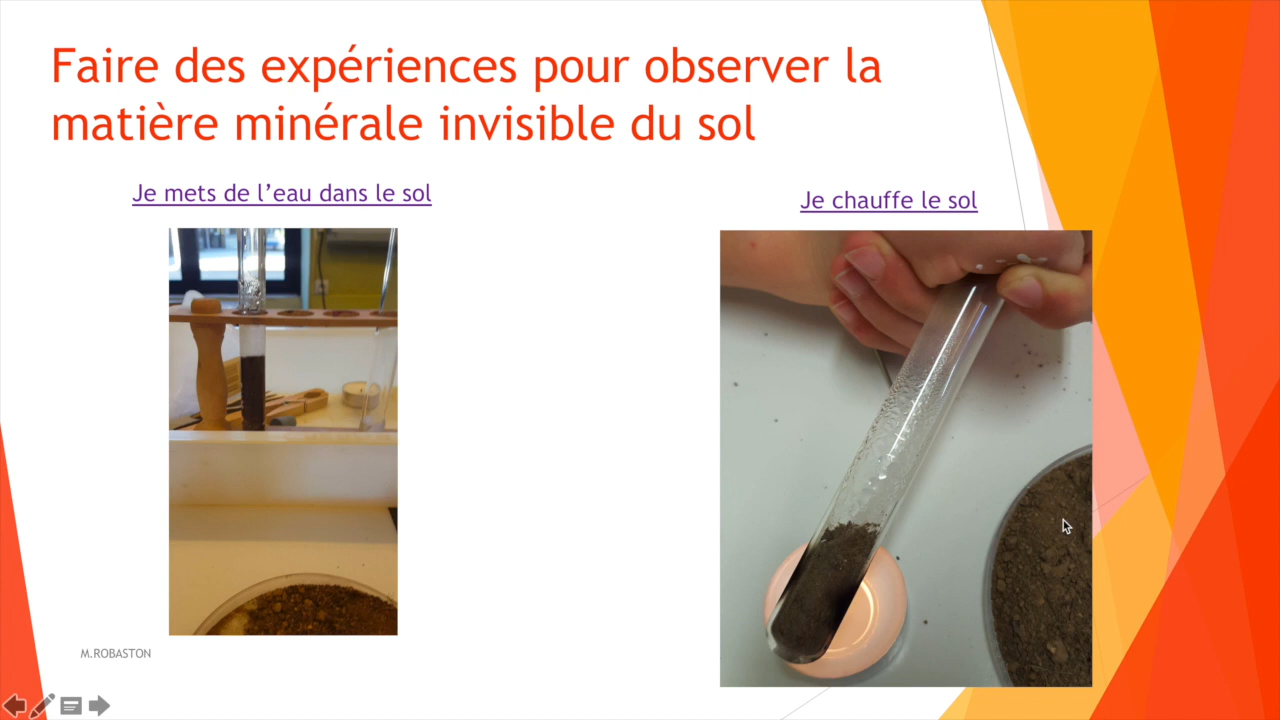 Faire des expériences pour observer la
matière minérale invisible du sol
Je mets de l’eau dans le sol
Je chauffe le sol
M.ROBASTON